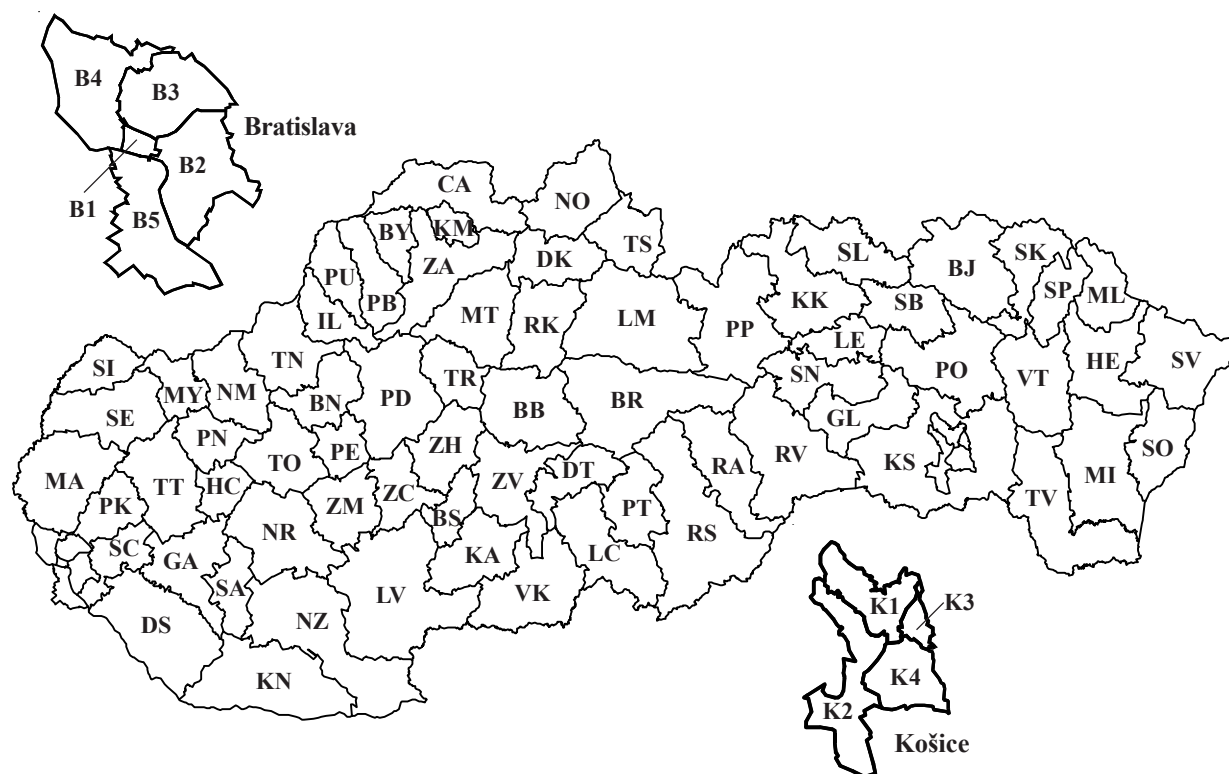 B4
B3
Bratislava
B2
B1
B5
CA
NO
BY
KM
TS
SL
BJ
SK
ZA
DK
PU
SP
ML
PB
KK
SB
IL
MT
RK
LM
PP
LE
TN
HE
SV
SI
SN
PO
VT
MY
NM
TR
BN
PD
BB
BR
SE
GL
PN
ZH
SO
TO
PE
RV
RA
KS
MA
TT
HC
ZC
ZV
DT
MI
PK
ZM
PT
TV
BS
NR
RS
SC
GA
KA
LC
SA
LV
VK
K1
K3
DS
NZ
KN
K4
K2
Košice